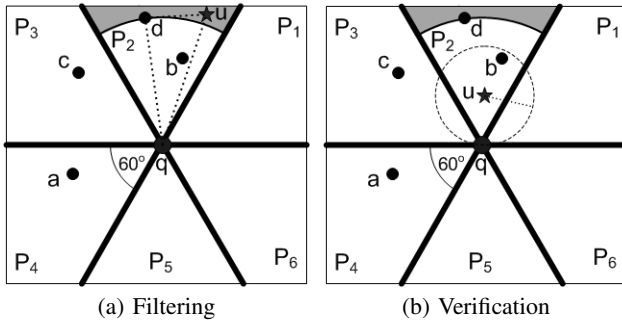 P3 P2 d u P1
c b
60° q
a
P4 P5 P6
(a) Filtering
P3 P2 d P1
c b
u
60° q
a
P4 P5 P6
(b) Verification